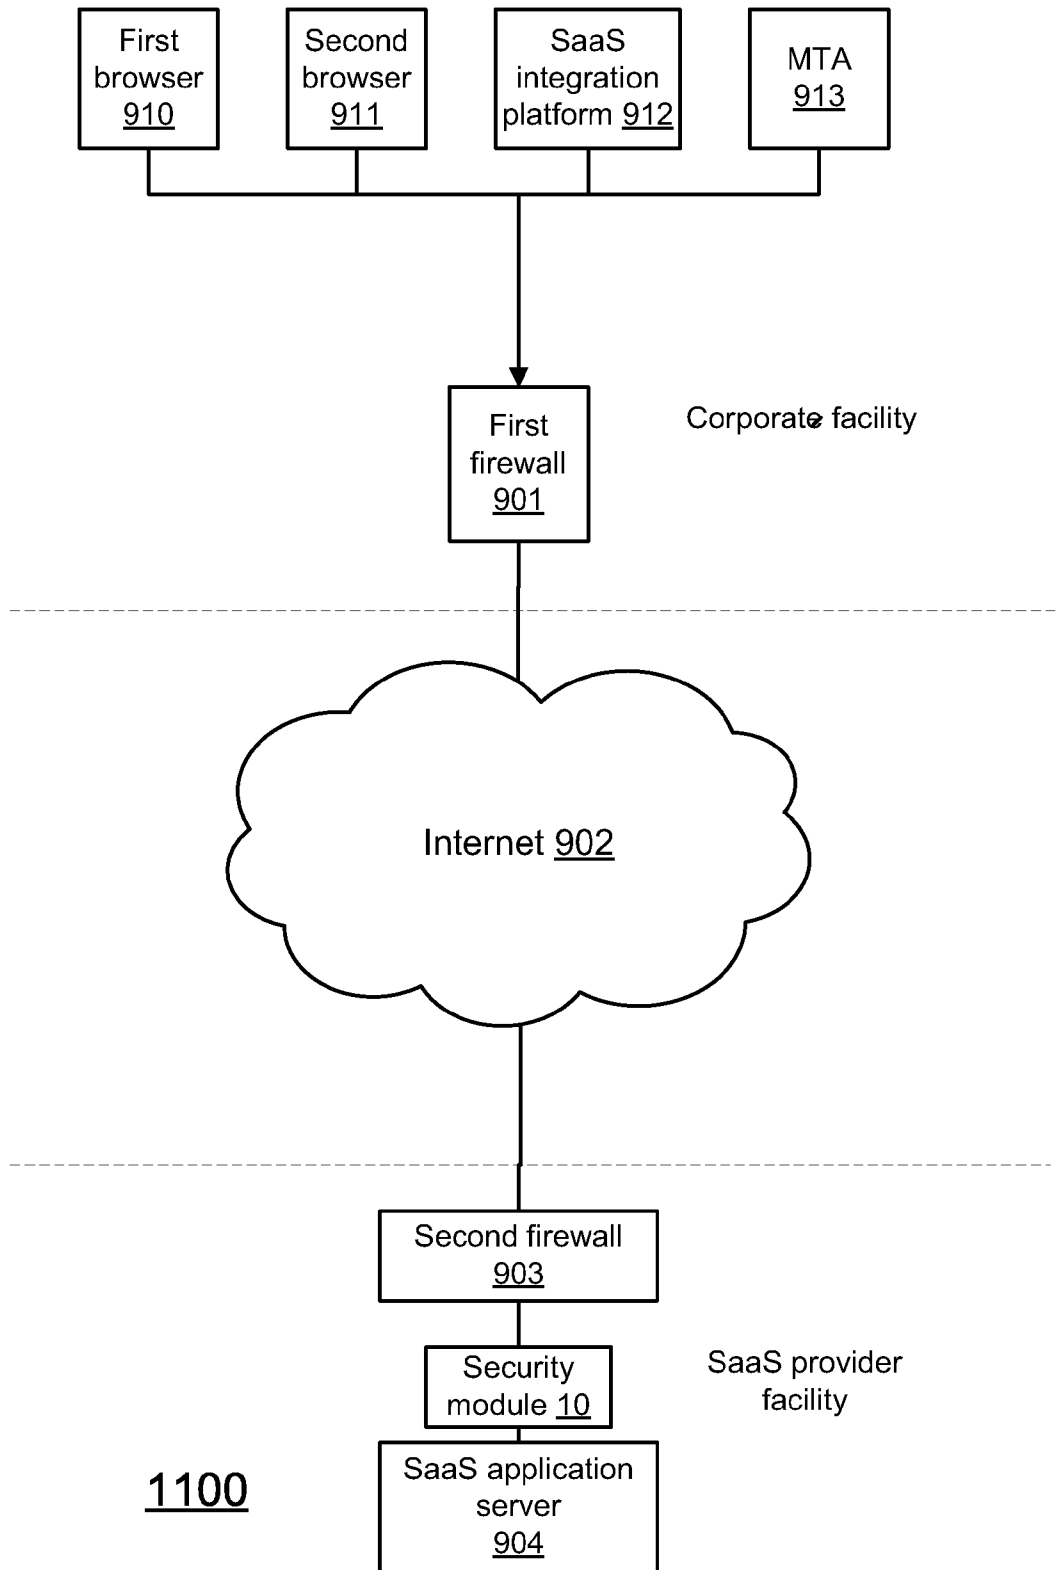 First
browser
910
Second
browser
911
SaaS
integration
platform 912
MTA
913
First
firewall
901
Corporate facility
Internet 902
Second firewall
903
Security
module 10
SaaS provider
facility
SaaS application
server
904
1100